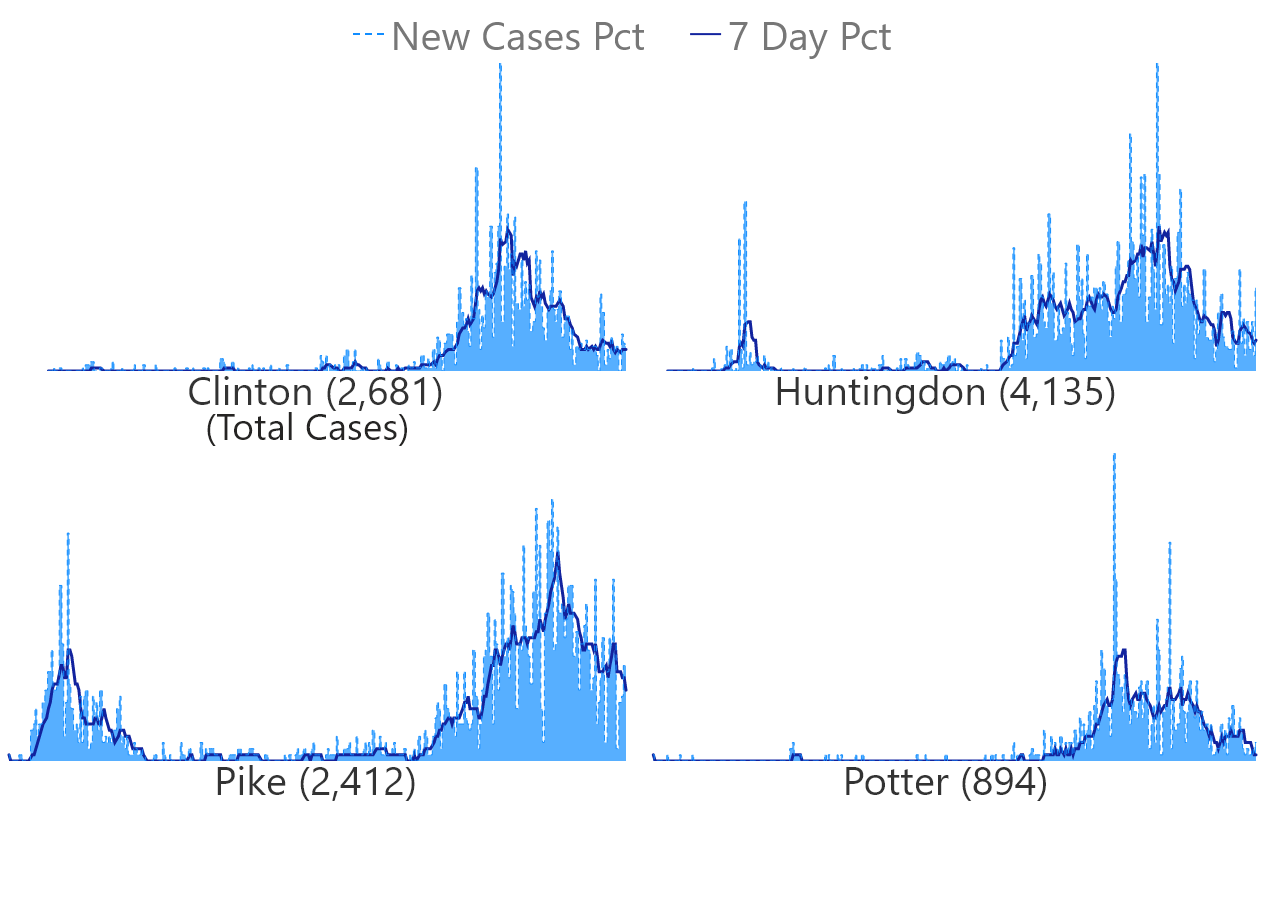 New Cases Pct 7 Day Pct
Clinton (2,681) Huntingdon (4,135)
(Total Cases)
Pike (2,412) Potter (894)